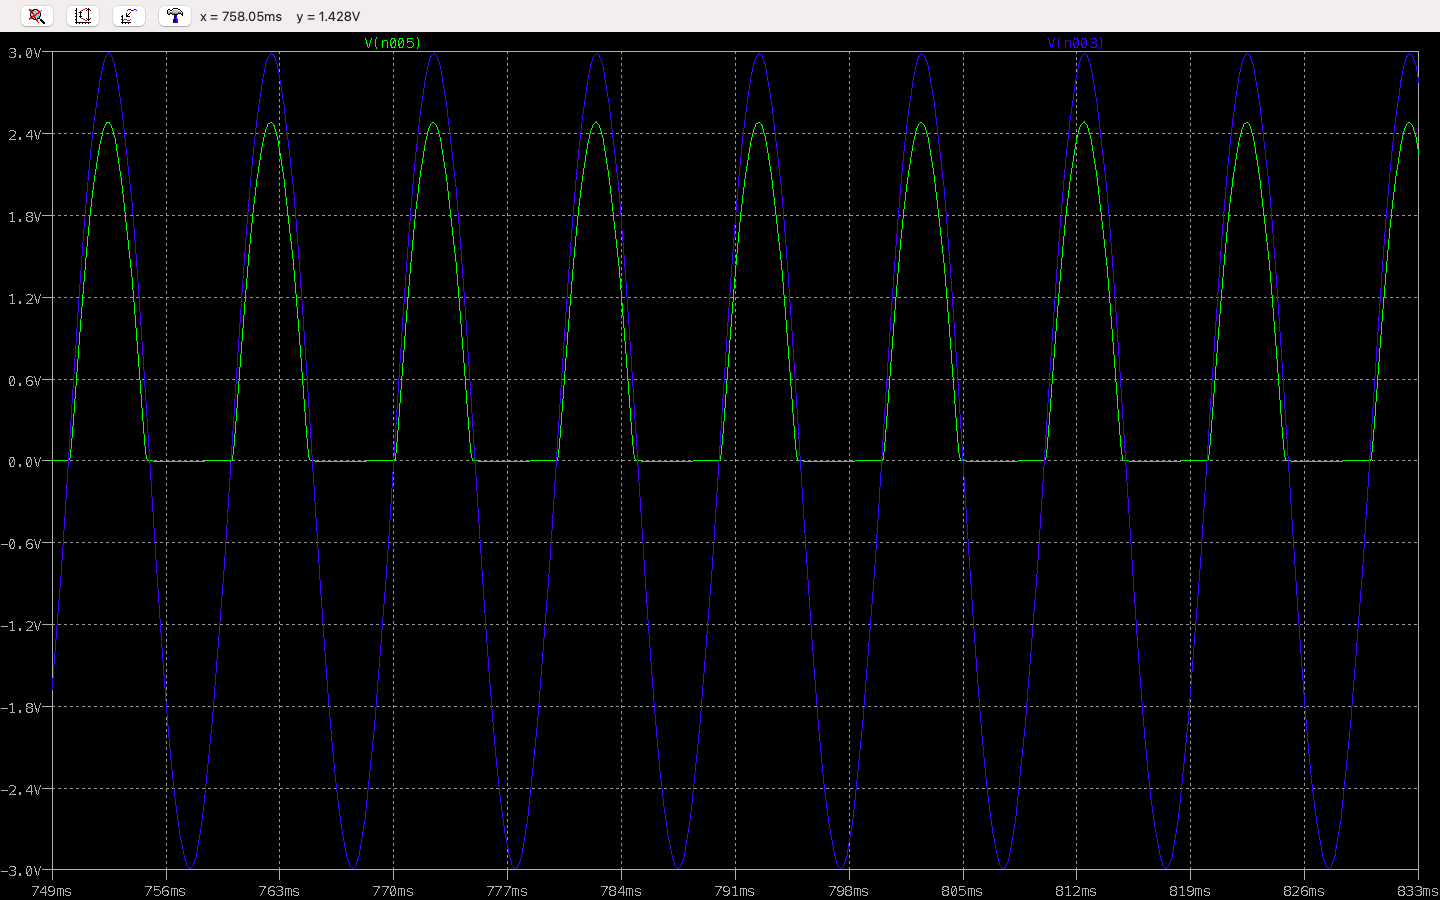 x = 758.05ms y = 1.428V
V(n005) V(n003)
3.0V
2.4V
1.8V
1.2V
0.6V
0.0V
-0.6V
-1.2V
-1.8V
-2.4V
-3.0V
749ms 756ms 763ms 770ms 777ms 784ms 791ms 798ms 805ms 812ms 819ms 826ms 833ms